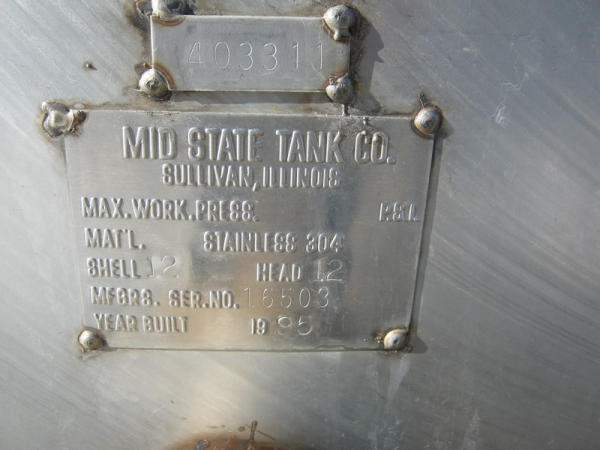 403311
MID STATE TANK CO.
SULLIVAN, ILLINOIS
MAX. WORK. PRESS. P.S.I.
MAT'L. STAINLESS 304
SHELL 12 HEAD 12
MFGRS. SER. NO. 16503
YEAR BUILT 1995